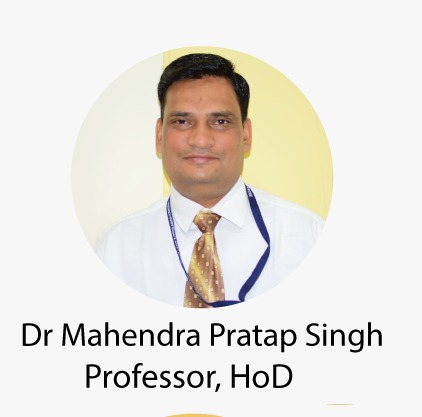 Dr Mahendra Pratap Singh
Professor, HoD